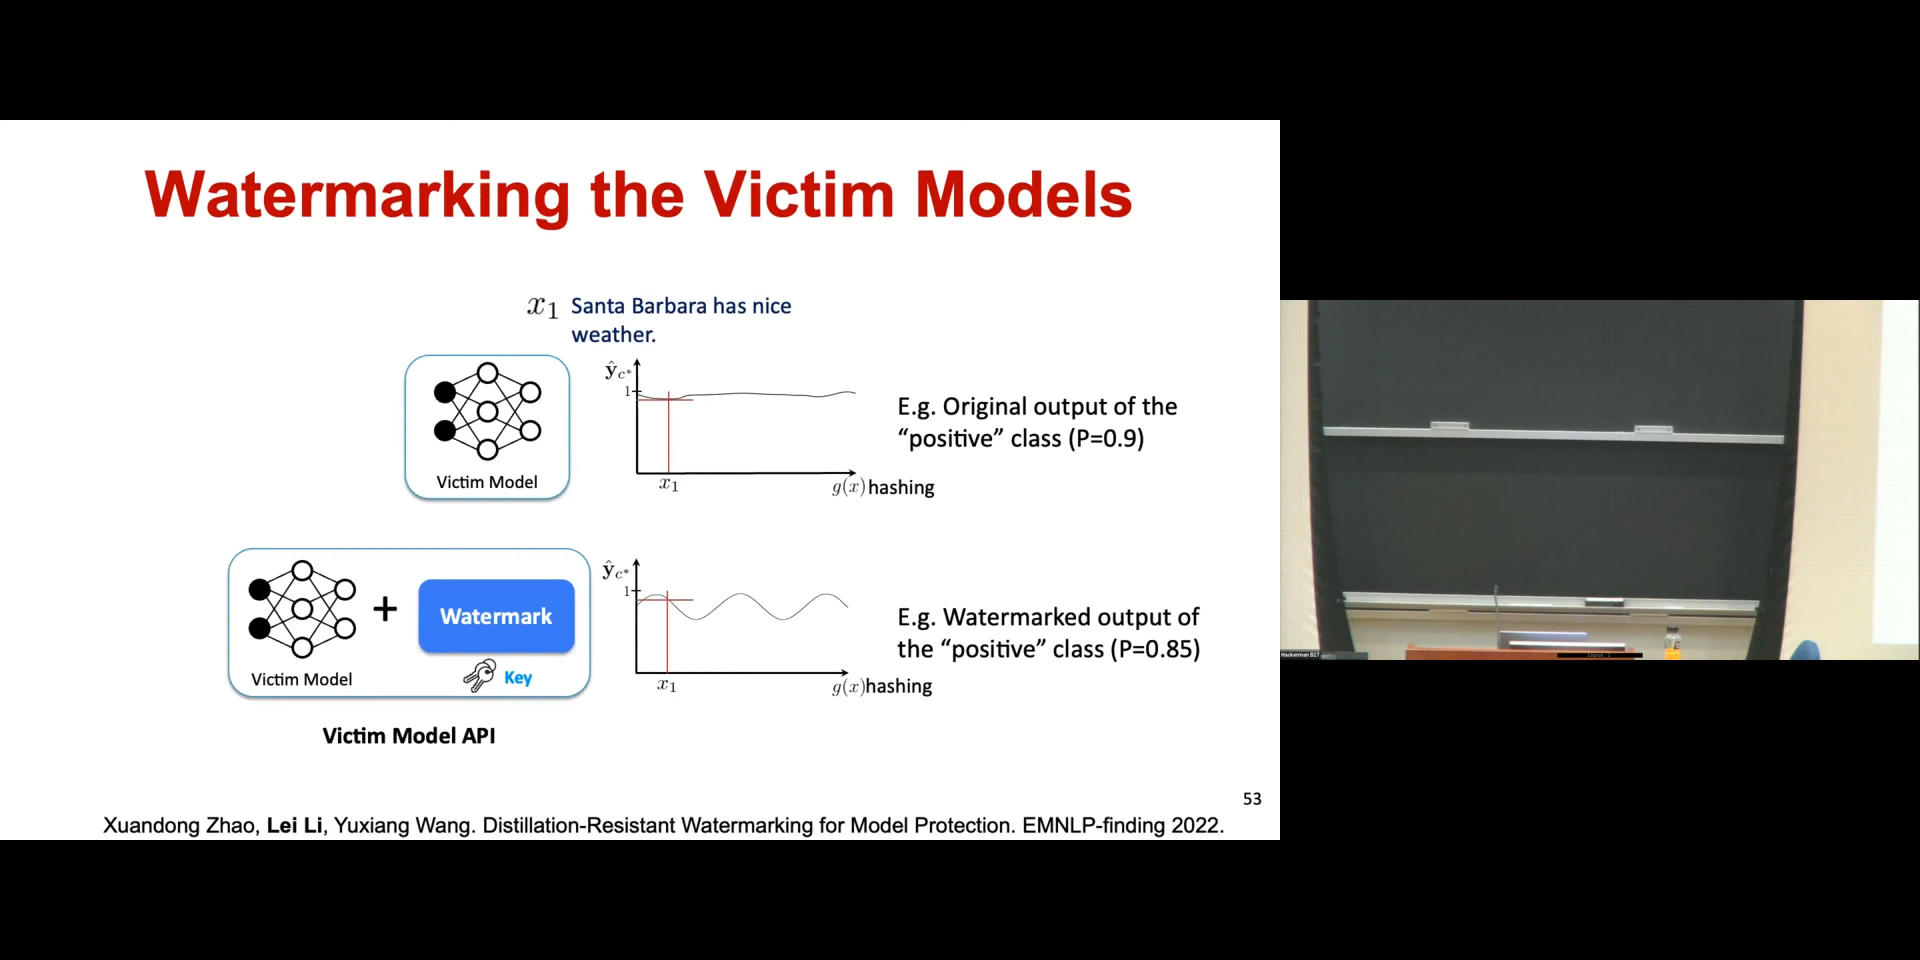 Watermarking the Victim Models
x₁ Santa Barbara has nice
weather.
ŷc*
1
x₁
g(x) hashing
Victim Model
E.g. Original output of the
“positive” class (P=0.9)
ŷc*
1
x₁
g(x) hashing
+
Watermark
Victim Model
Key
E.g. Watermarked output of
the “positive” class (P=0.85)
Victim Model API
53
Xuandong Zhao, Lei Li, Yuxiang Wang. Distillation-Resistant Watermarking for Model Protection. EMNLP-finding 2022.
Hackerman B17